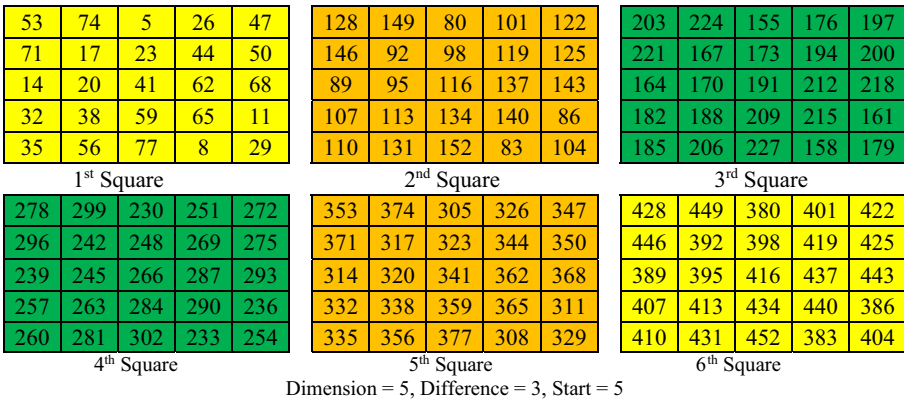 53 74 5 26 47 128 149 80 101 122 203 224 155 176 197
71 17 23 44 50 146 92 98 119 125 221 167 173 194 200
14 20 41 62 68 89 95 116 137 143 164 170 191 212 218
32 38 59 65 11 107 113 134 140 86 182 188 209 215 161
35 56 77 8 29 110 131 152 83 104 185 206 227 158 179
1st Square 2nd Square 3rd Square
278 299 230 251 272 353 374 305 326 347 428 449 380 401 422
296 242 248 269 275 371 317 323 344 350 446 392 398 419 425
239 245 266 287 293 314 320 341 362 368 389 395 416 437 443
257 263 284 290 236 332 338 359 365 311 407 413 434 440 386
260 281 302 233 254 335 356 377 308 329 410 431 452 383 404
4th Square 5th Square 6th Square
Dimension = 5, Difference = 3, Start = 5